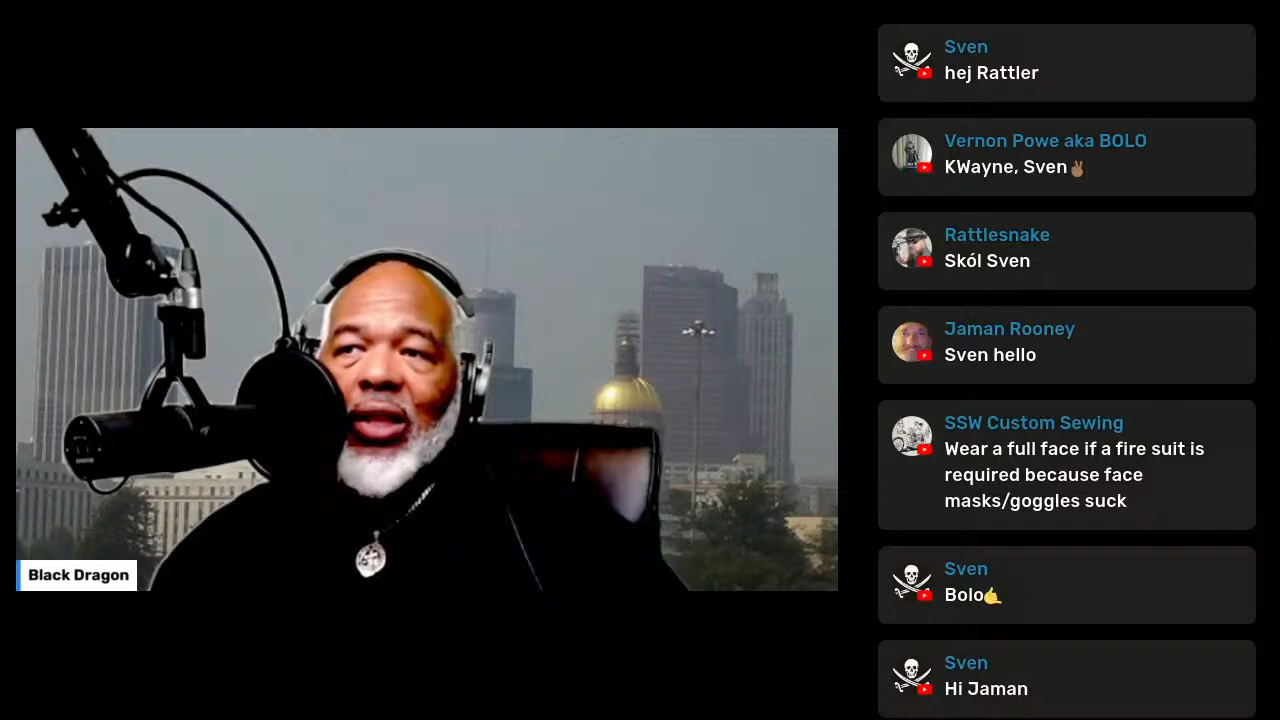 Black Dragon
Sven
hej Rattler
Vernon Powe aka BOLO
KWayne, Sven✌🏽
Rattlesnake
Skól Sven
Jaman Rooney
Sven hello
SSW Custom Sewing
Wear a full face if a fire suit is
required because face
masks/goggles suck
Sven
Bolo🤙
Sven
Hi Jaman